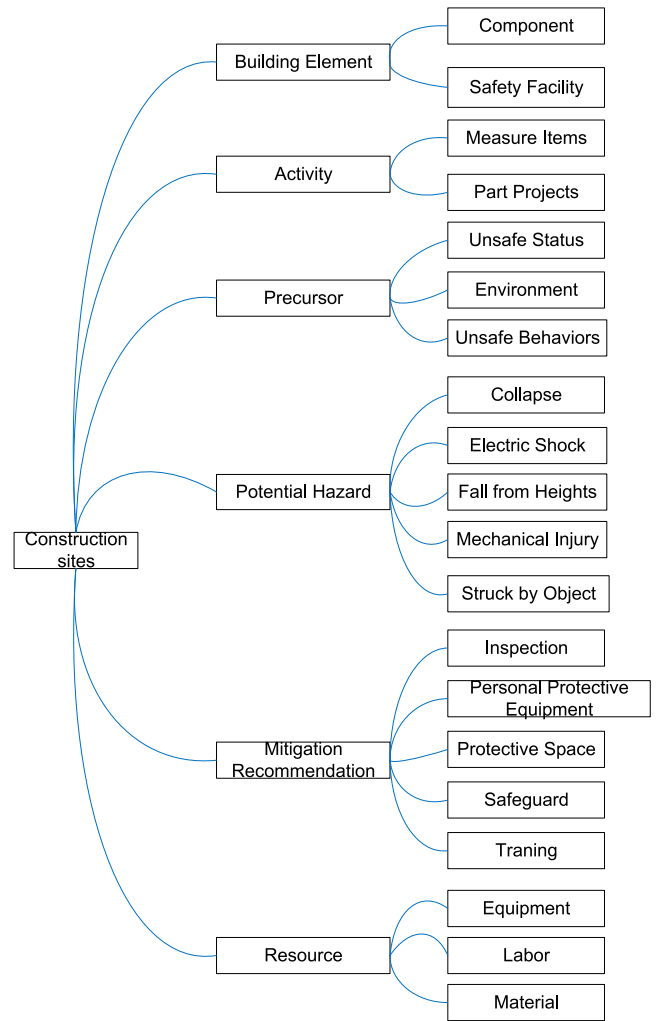 Component
Building Element
Safety Facility
Measure Items
Activity
Part Projects
Unsafe Status
Precursor
Environment
Unsafe Behaviors
Collapse
Electric Shock
Potential Hazard
Fall from Heights
Mechanical Injury
Construction
sites
Struck by Object
Inspection
Personal Protective
Equipment
Mitigation
Recommendation
Protective Space
Safeguard
Traning
Equipment
Resource
Labor
Material